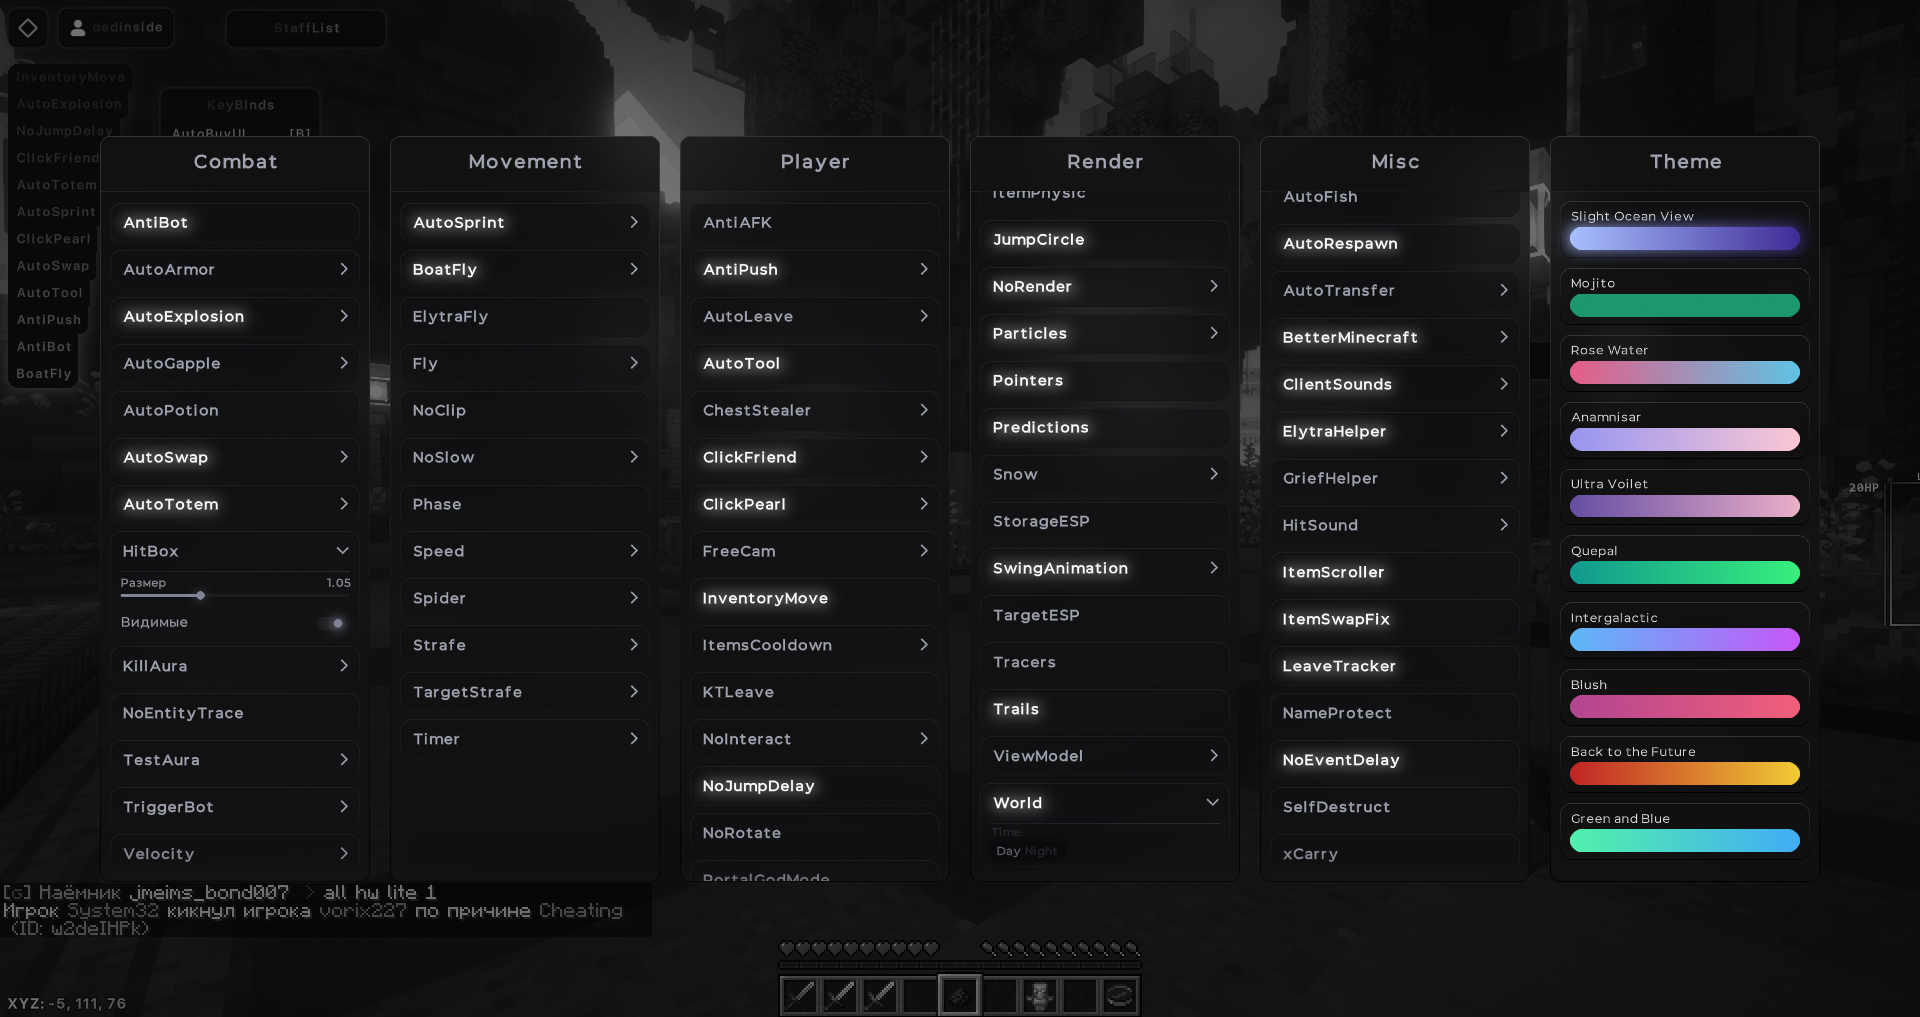 dedinside
StaffList
InventoryMove
AutoExplosion
NoJumpDelay
ClickFriend
AutoTotem
AutoSprint
ClickPearl
AutoSwap
AutoTool
AntiPush
AntiBot
BoatFly
KeyBinds
AutoBuyUI [B]
Combat
AntiBot
AutoArmor
AutoExplosion
AutoGapple
AutoPotion
AutoSwap
AutoTotem
HitBox
Размер 1.05
Видимые
KillAura
NoEntityTrace
TestAura
TriggerBot
Velocity
Movement
AutoSprint
BoatFly
ElytraFly
Fly
NoClip
NoSlow
Phase
Speed
Spider
Strafe
TargetStrafe
Timer
Player
AntiAFK
AntiPush
AutoLeave
AutoTool
ChestStealer
ClickFriend
ClickPearl
FreeCam
InventoryMove
ItemsCooldown
KTLeave
NoInteract
NoJumpDelay
NoRotate
PortalGodMode
Render
ItemPhysic
JumpCircle
NoRender
Particles
Pointers
Predictions
Snow
StorageESP
SwingAnimation
TargetESP
Tracers
Trails
ViewModel
World
Time
Day Night
Misc
AutoFish
AutoRespawn
AutoTransfer
BetterMinecraft
ClientSounds
ElytraHelper
GriefHelper
HitSound
ItemScroller
ItemSwapFix
LeaveTracker
NameProtect
NoEventDelay
SelfDestruct
xCarry
Theme
Slight Ocean View
Mojito
Rose Water
Anamnisar
Ultra Voilet
Quepal
Intergalactic
Blush
Back to the Future
Green and Blue
20HP
[G] Наёмник jmeims_bond007 > all hw lite 1
Игрок System32 кикнул игрока vorix227 по причине Cheating
(ID: w2deIHPk)
XYZ: -5, 111, 76